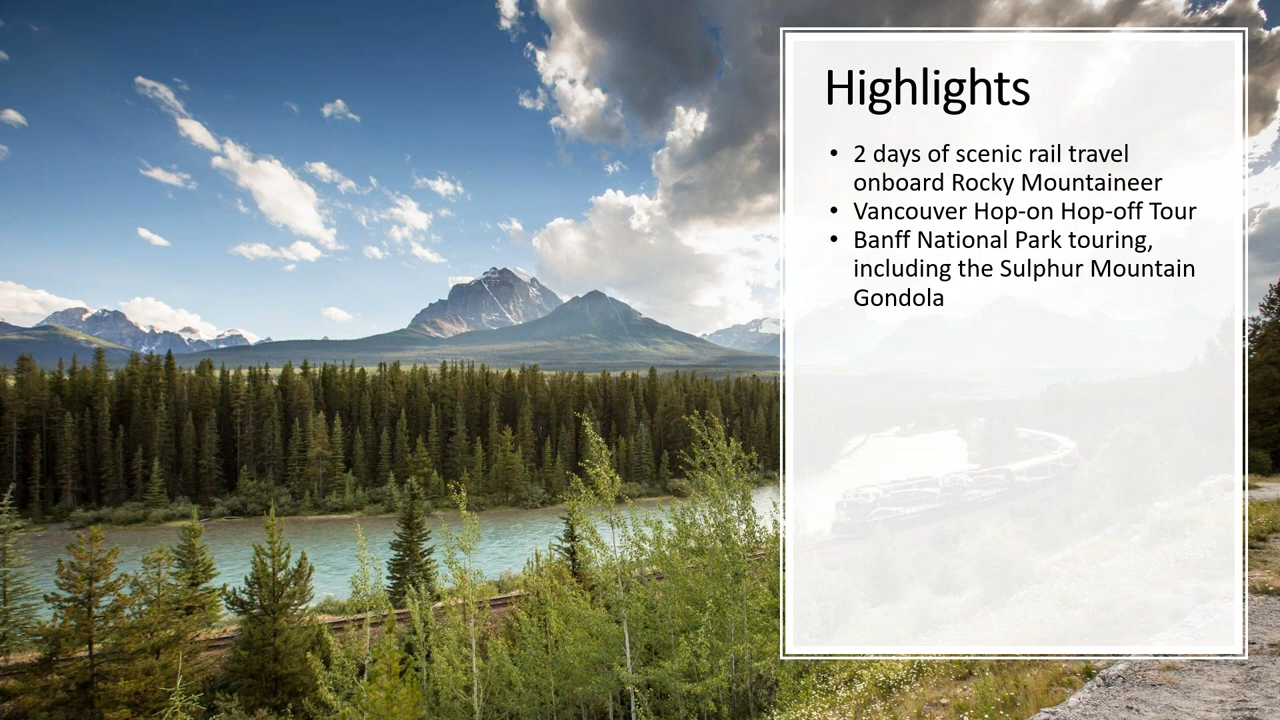 Highlights
• 2 days of scenic rail travel
onboard Rocky Mountaineer
• Vancouver Hop-on Hop-off Tour
• Banff National Park touring,
including the Sulphur Mountain
Gondola